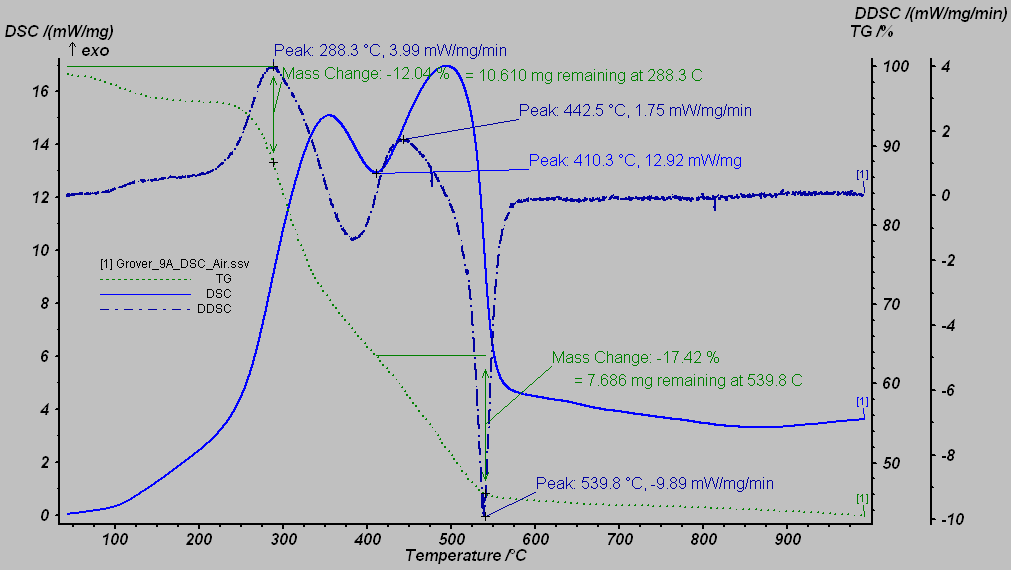 DDSC /(mW/mg/min)
DSC /(mW/mg)
TG /%
↑ exo
Peak: 288.3 °C, 3.99 mW/mg/min
Mass Change: -12.04 %
= 10.610 mg remaining at 288.3 C
Peak: 442.5 °C, 1.75 mW/mg/min
Peak: 410.3 °C, 12.92 mW/mg
[1]
[1] Grover_9A_DSC_Air.ssv
TG
DSC
DDSC
Mass Change: -17.42 %
= 7.686 mg remaining at 539.8 C
[1]
Peak: 539.8 °C, -9.89 mW/mg/min
[1]
16
14
12
10
8
6
4
2
0
100
90
80
70
60
50
4
2
0
-2
-4
-6
-8
-10
100 200 300 400 500 600 700 800 900
Temperature /°C